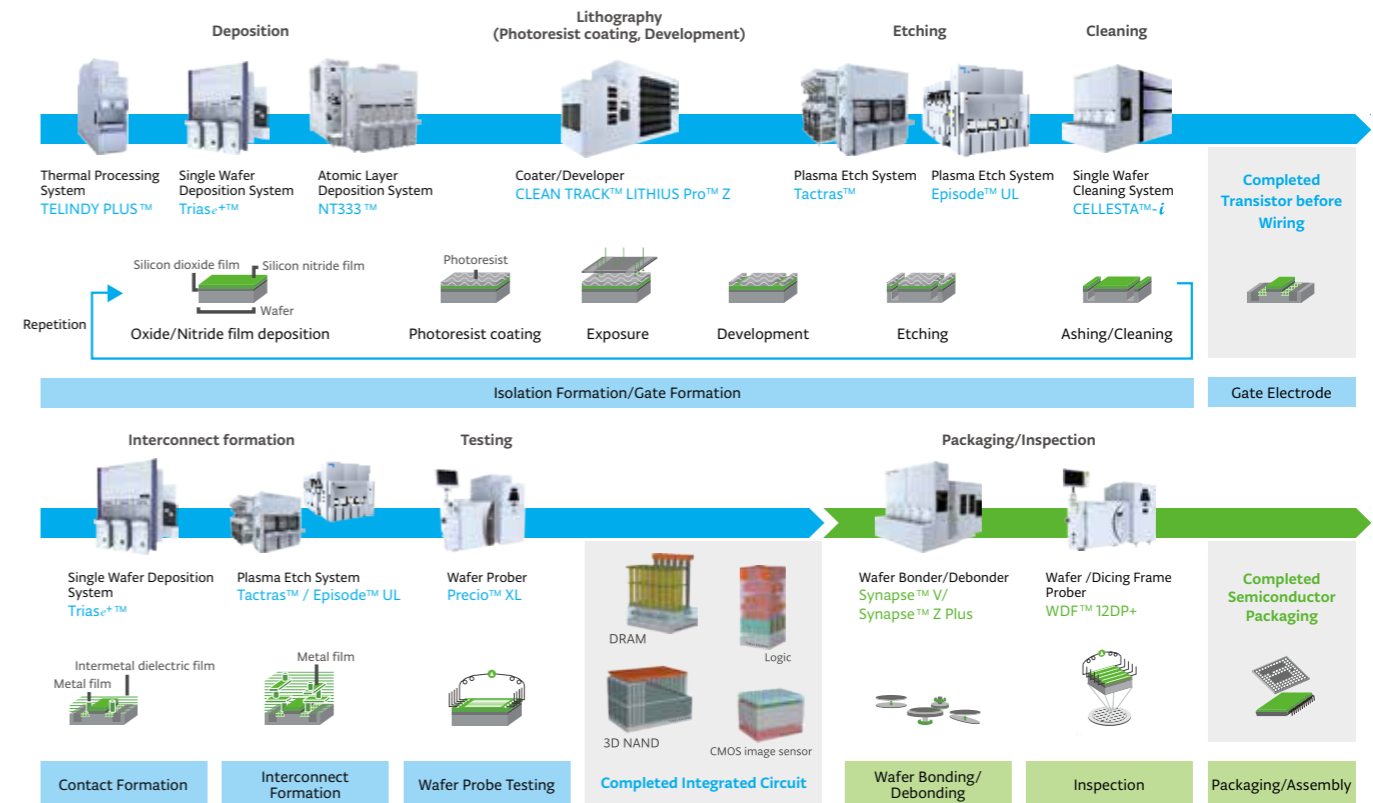 Deposition
Lithography
(Photoresist coating, Development)
Etching
Cleaning
Thermal Processing
System
TELINDY PLUS™
Single Wafer
Deposition System
Triase+™
Atomic Layer
Deposition System
NT333™
Coater/Developer
CLEAN TRACK™ LITHIUS Pro™ Z
Plasma Etch System
Tactras™
Plasma Etch System
Episode™ UL
Single Wafer
Cleaning System
CELLESTA™-i
Completed
Transistor before
Wiring
Silicon dioxide film
Silicon nitride film
Wafer
Photoresist
Repetition
Oxide/Nitride film deposition
Photoresist coating
Exposure
Development
Etching
Ashing/Cleaning
Isolation Formation/Gate Formation
Gate Electrode
Interconnect formation
Testing
Packaging/Inspection
Single Wafer Deposition
System
Triase+™
Plasma Etch System
Tactras™ / Episode™ UL
Wafer Prober
Precio™ XL
DRAM
Logic
3D NAND
CMOS image sensor
Wafer Bonder/Debonder
Synapse™ V/
Synapse™ Z Plus
Wafer /Dicing Frame
Prober
WDF™ 12DP+
Completed
Semiconductor
Packaging
Intermetal dielectric film
Metal film
Metal film
Contact Formation
Interconnect
Formation
Wafer Probe Testing
Completed Integrated Circuit
Wafer Bonding/
Debonding
Inspection
Packaging/Assembly